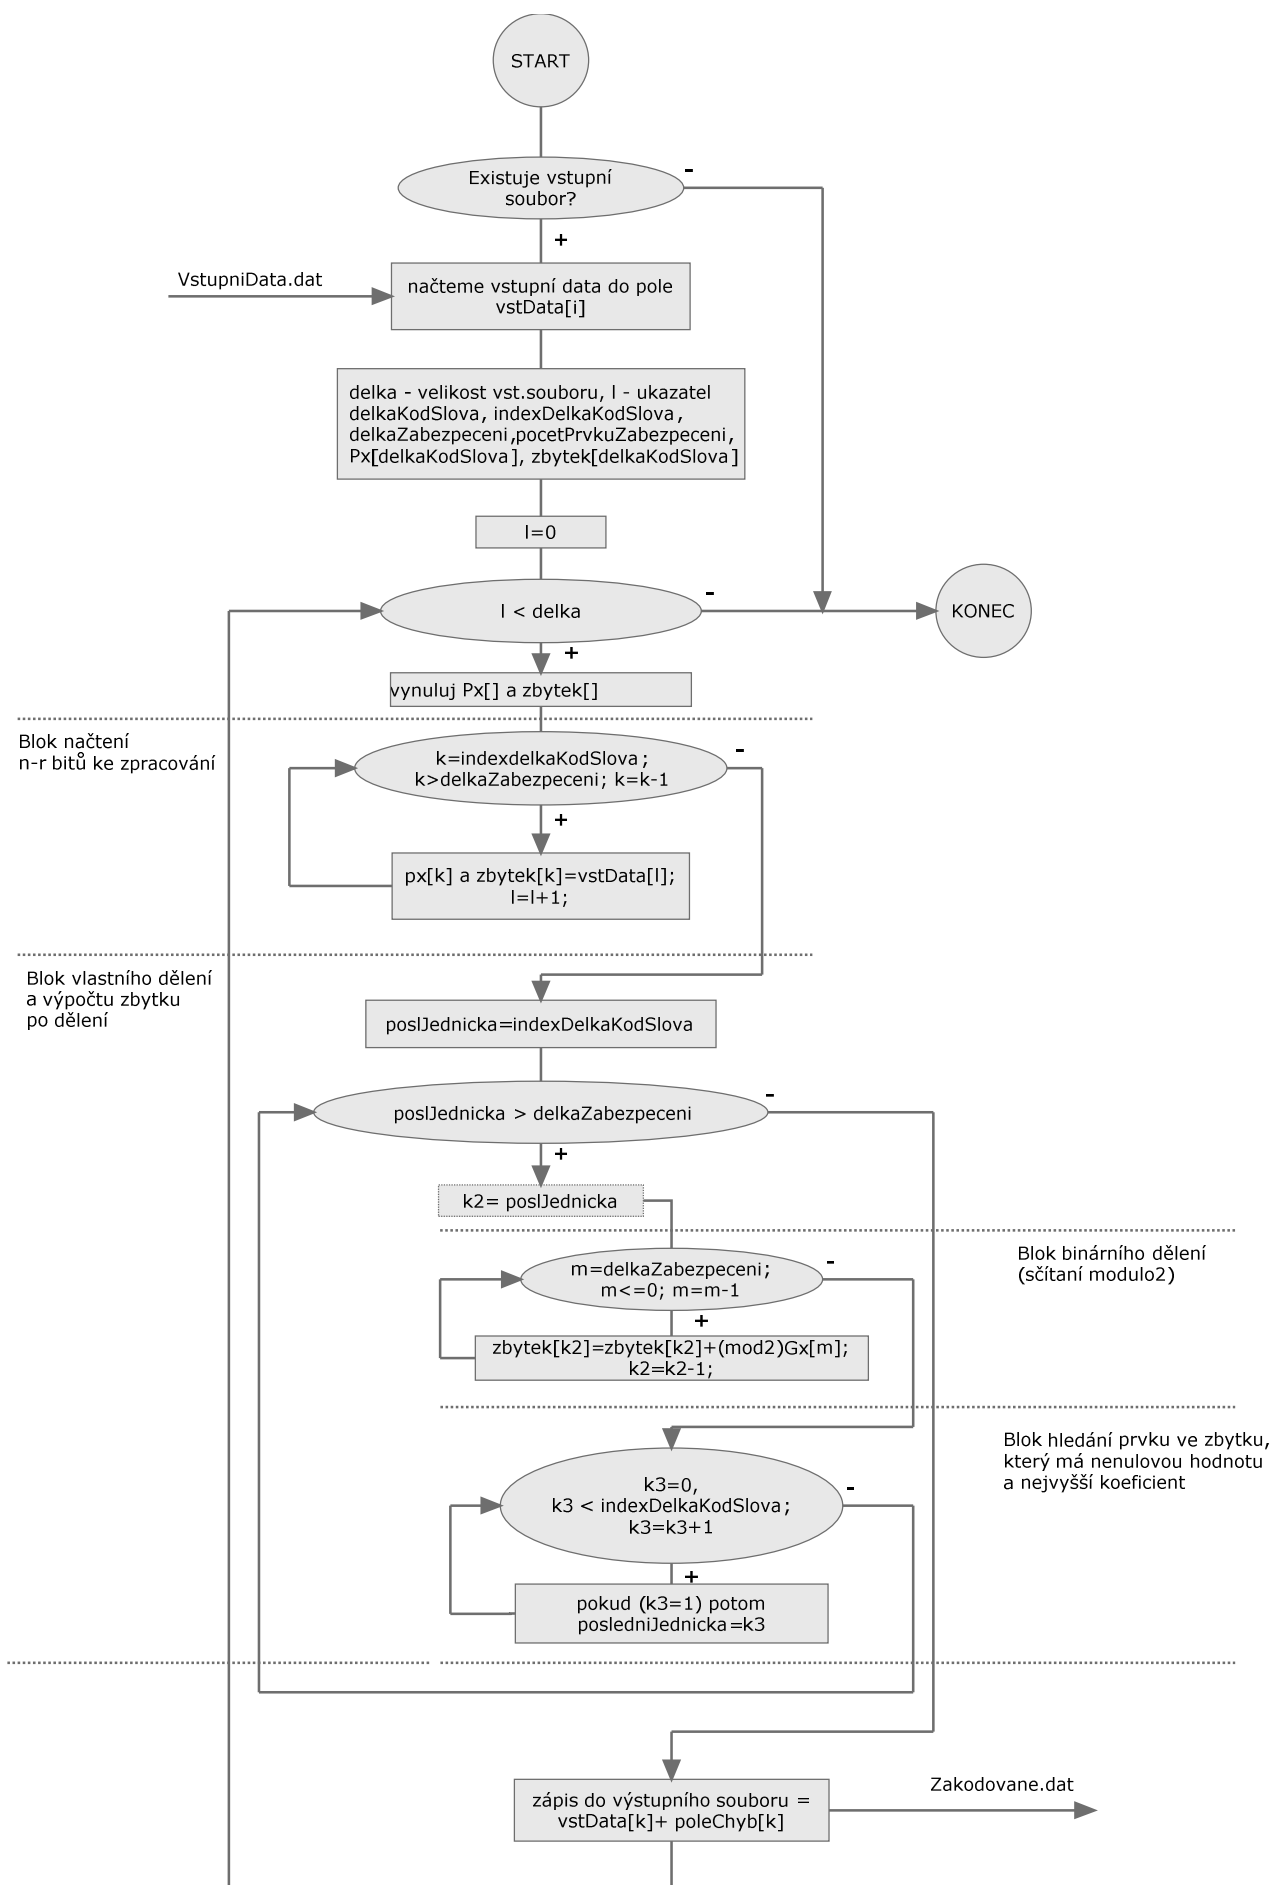 START
Existuje vstupní
soubor?
-
+
VstupniData.dat
načteme vstupní data do pole
vstData[i]
delka - velikost vst.souboru, l - ukazatel
delkaKodSlova, indexDelkaKodSlova,
delkaZabezpeceni,pocetPrvkuZabezpeceni,
Px[delkaKodSlova], zbytek[delkaKodSlova]
l=0
l < delka
-
KONEC
+
vynuluj Px[] a zbytek[]
Blok načtení
n-r bitů ke zpracování
k=indexdelkaKodSlova;
k>delkaZabezpeceni; k=k-1
-
+
px[k] a zbytek[k]=vstData[l];
l=l+1;
Blok vlastního dělení
a výpočtu zbytku
po dělení
poslJednicka=indexDelkaKodSlova
poslJednicka > delkaZabezpeceni
-
+
k2= poslJednicka
Blok binárního dělení
(sčítaní modulo2)
m=delkaZabezpeceni;
m<=0; m=m-1
-
+
zbytek[k2]=zbytek[k2]+(mod2)Gx[m];
k2=k2-1;
Blok hledání prvku ve zbytku,
který má nenulovou hodnotu
a nejvyšší koeficient
k3=0,
k3 < indexDelkaKodSlova;
k3=k3+1
-
+
pokud (k3=1) potom
posledniJednicka=k3
zápis do výstupního souboru =
vstData[k]+ poleChyb[k]
Zakodovane.dat